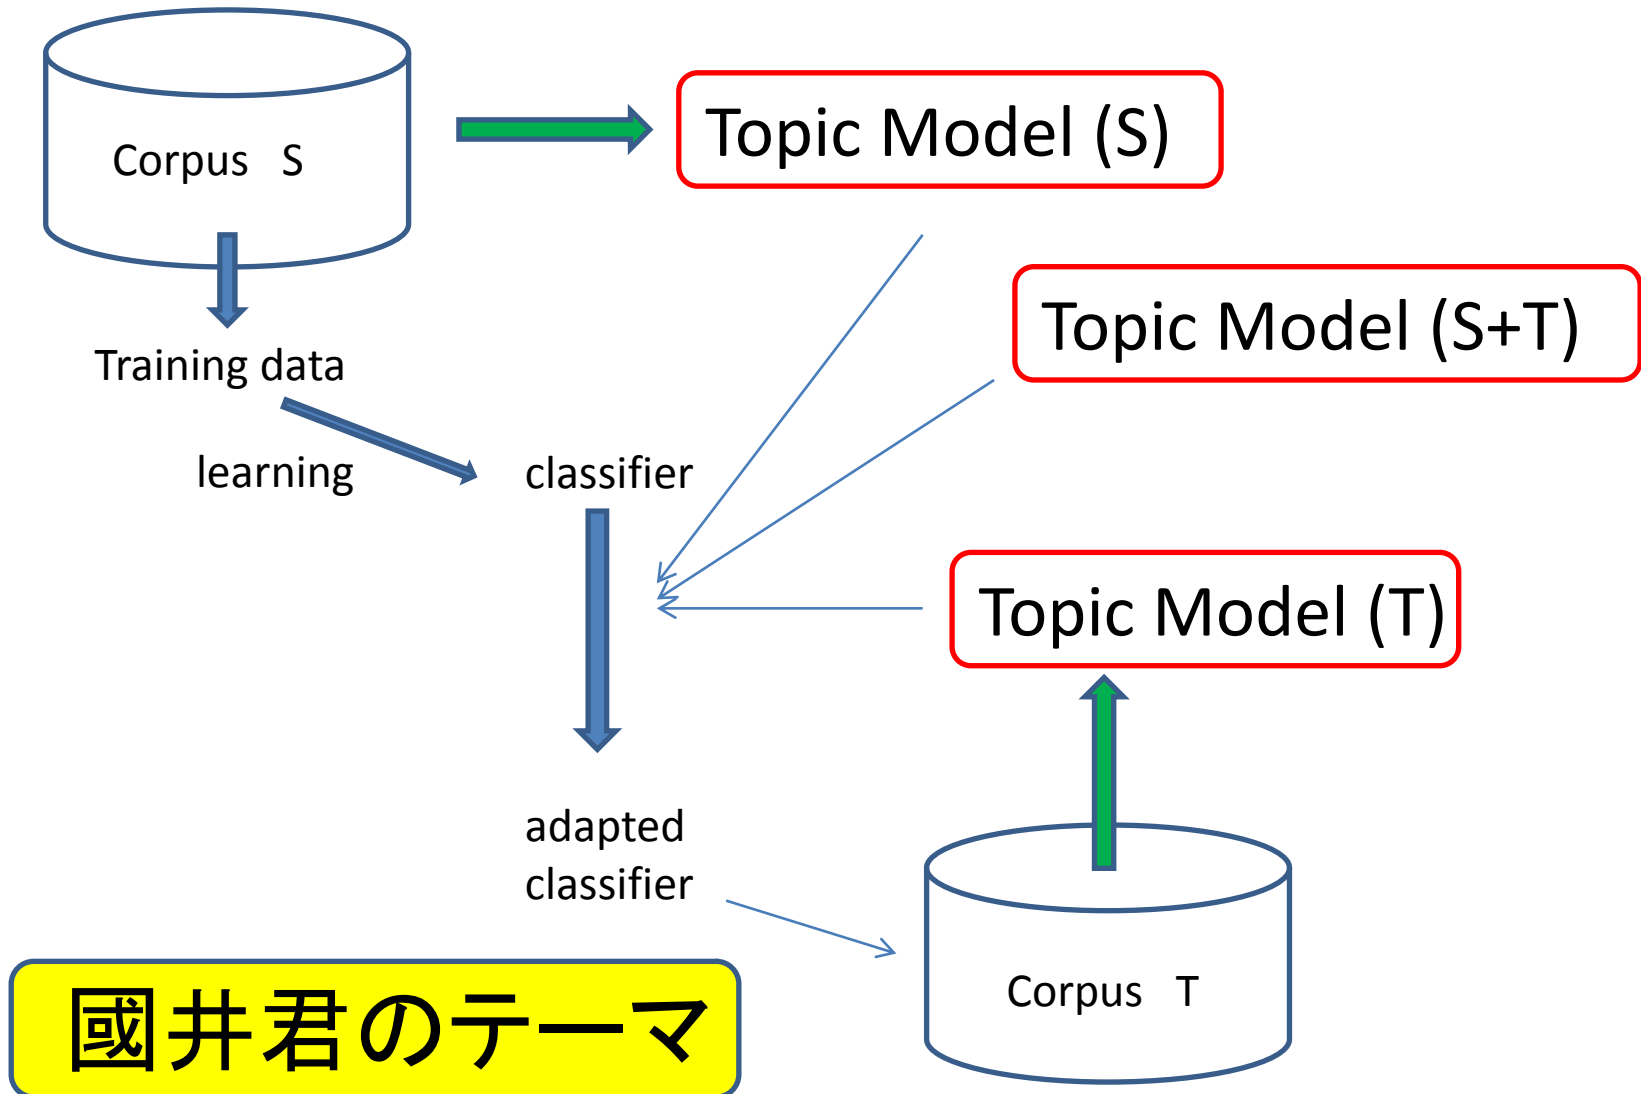 Corpus S
Topic Model (S)
Topic Model (S+T)
Training data
learning
classifier
Topic Model (T)
adapted
classifier
Corpus T
國井君のテーマ